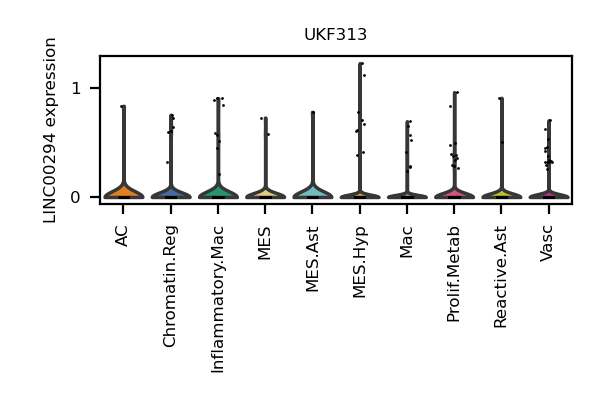 UKF313
LINC00294 expression
1
0
AC
Chromatin.Reg
Inflammatory.Mac
MES
MES.Ast
MES.Hyp
Mac
Prolif.Metab
Reactive.Ast
Vasc